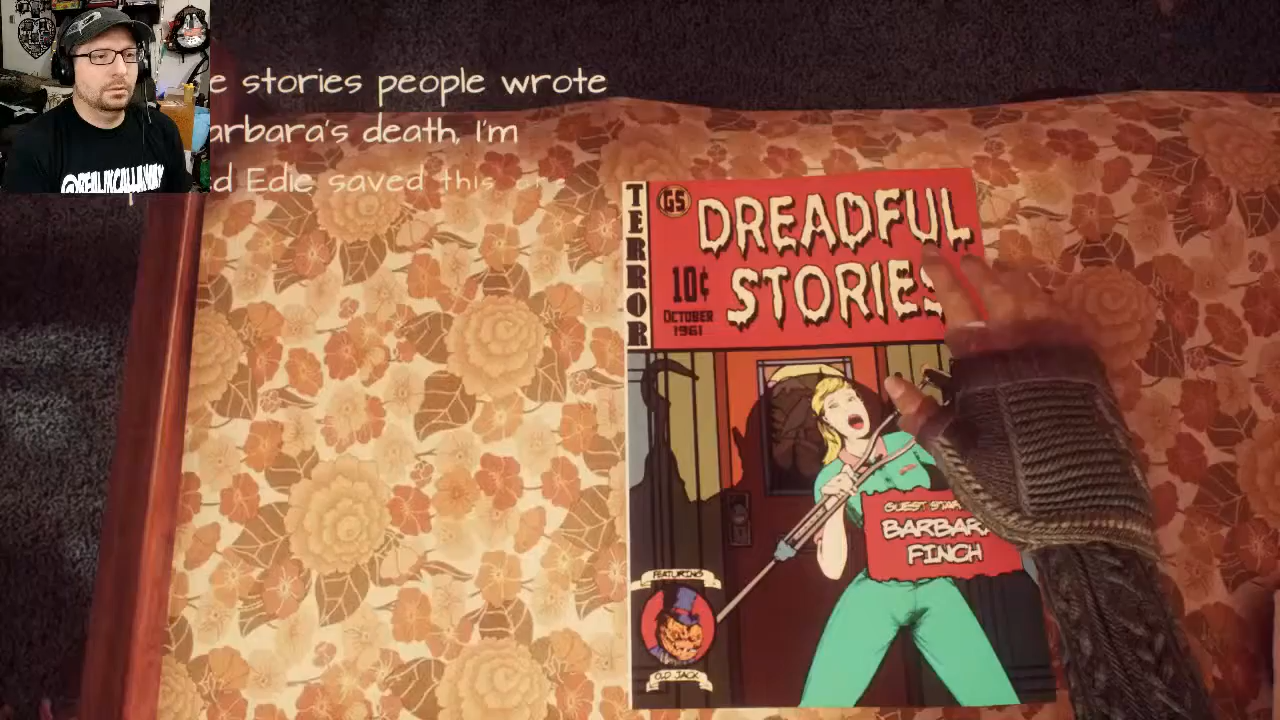 e stories people wrote
arbara's death, I'm
d Edie saved this are
TERROR
GS
DREADFUL
STORIES
10¢
OCTOBER
1961
GUEST STAR
BARBARA
FINCH
FEATURING
OLD JACK